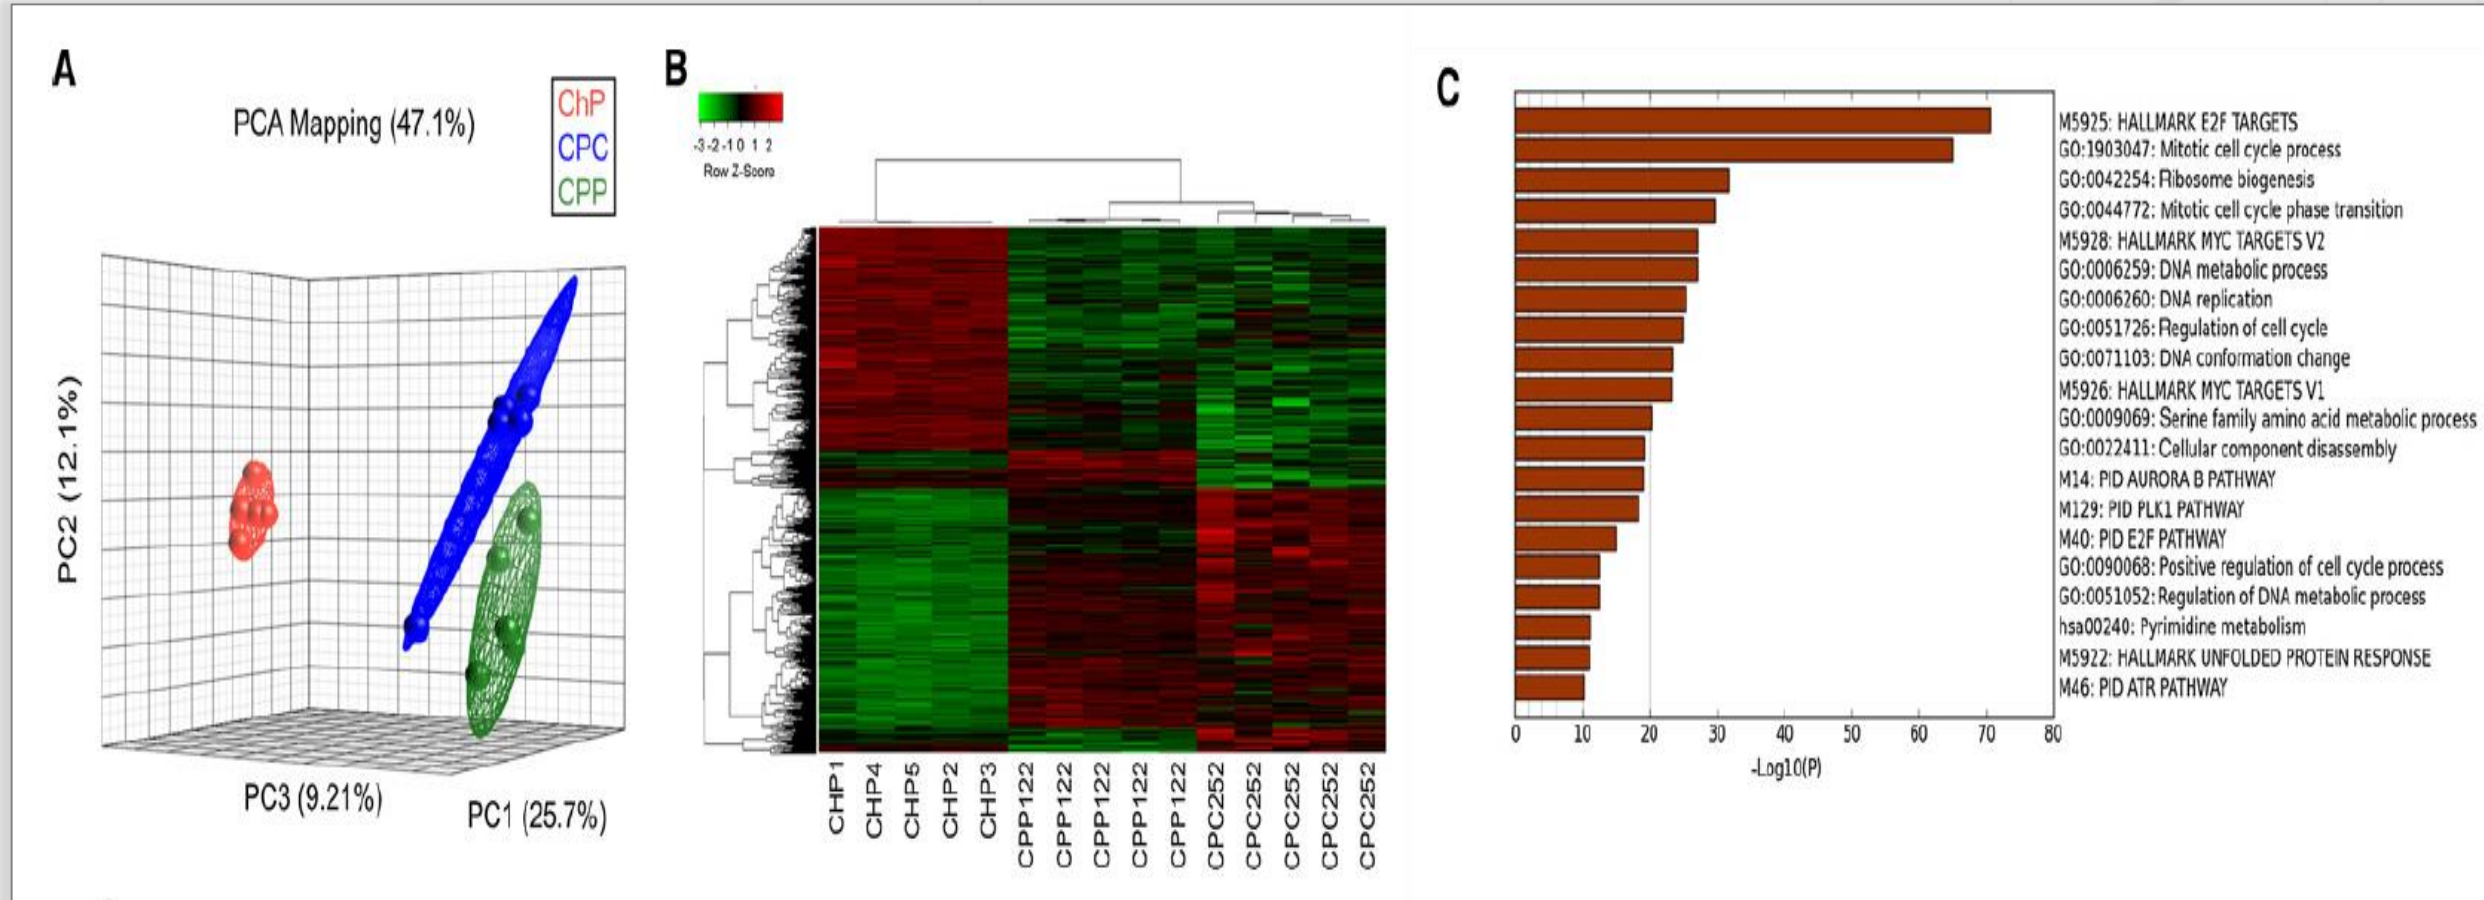 A
PCA Mapping (47.1%)
ChP
CPC
CPP
PC2 (12.1%)
PC3 (9.21%)
PC1 (25.7%)
B
-3 -2 -1 0 1 2
Row Z-Score
CHP1
CHP4
CHP5
CHP2
CHP3
CPP122
CPP122
CPP122
CPP122
CPP122
CPC252
CPC252
CPC252
CPC252
CPC252
C
M5925: HALLMARK E2F TARGETS
GO:1903047: Mitotic cell cycle process
GO:0042254: Ribosome biogenesis
GO:0044772: Mitotic cell cycle phase transition
M5928: HALLMARK MYC TARGETS V2
GO:0006259: DNA metabolic process
GO:0006260: DNA replication
GO:0051726: Regulation of cell cycle
GO:0071103: DNA conformation change
M5926: HALLMARK MYC TARGETS V1
GO:0009069: Serine family amino acid metabolic process
GO:0022411: Cellular component disassembly
M14: PID AURORA B PATHWAY
M129: PID PLK1 PATHWAY
M40: PID E2F PATHWAY
GO:0090068: Positive regulation of cell cycle process
GO:0051052: Regulation of DNA metabolic process
hsa00240: Pyrimidine metabolism
M5922: HALLMARK UNFOLDED PROTEIN RESPONSE
M46: PID ATR PATHWAY
0 10 20 30 40 50 60 70 80
-Log10(P)